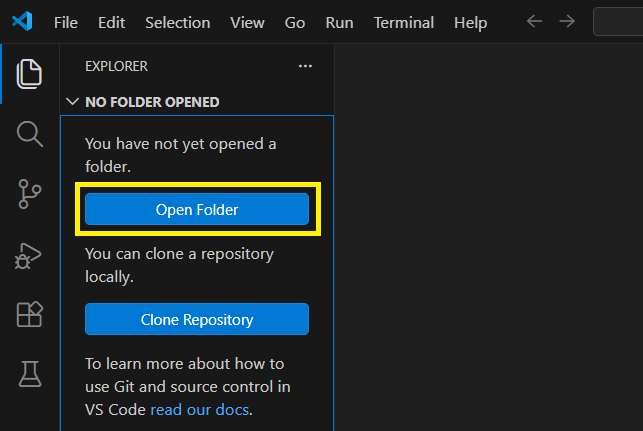 File Edit Selection View Go Run Terminal Help
EXPLORER
NO FOLDER OPENED
You have not yet opened a
folder.
Open Folder
You can clone a repository
locally.
Clone Repository
To learn more about how to
use Git and source control in
VS Code read our docs.